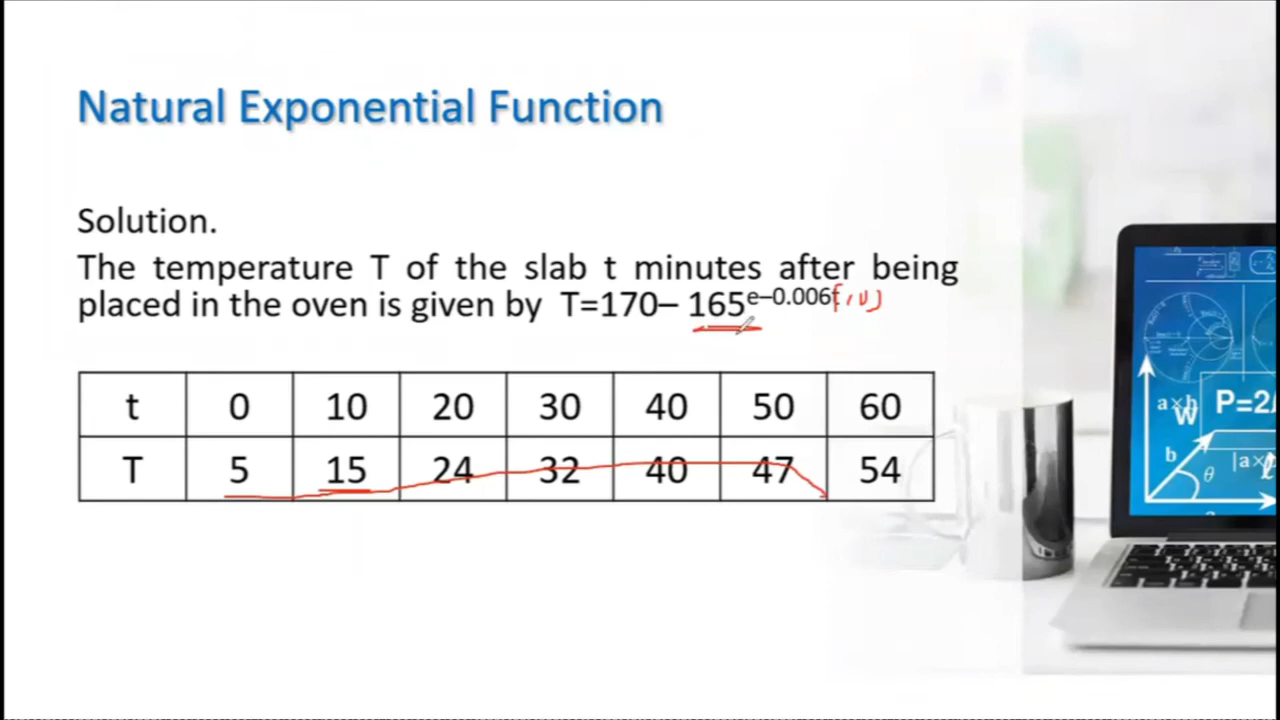 Natural Exponential Function
Solution.
The temperature T of the slab t minutes after being
placed in the oven is given by T=170– 165e–0.006t
t 0 10 20 30 40 50 60
T 5 15 24 32 40 47 54
a×b
W
P=2
b
θ
|a×